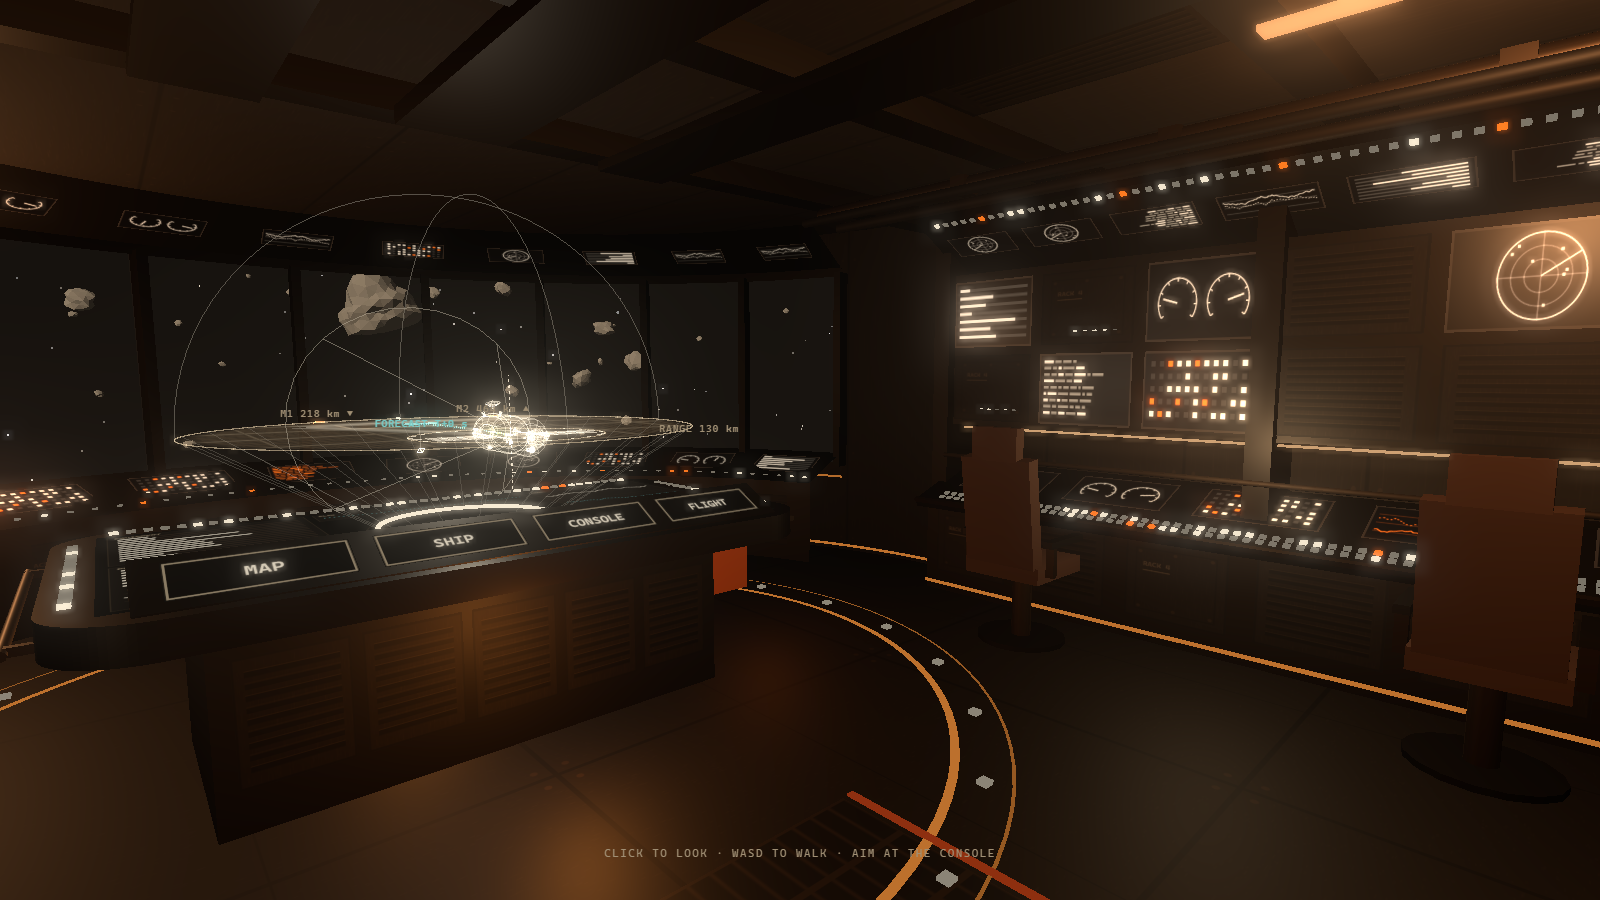 M1 218 km ▼
M2
RANGE 130 km
MAP
SHIP
CONSOLE
FLIGHT
CLICK TO LOOK · WASD TO WALK · AIM AT THE CONSOLE